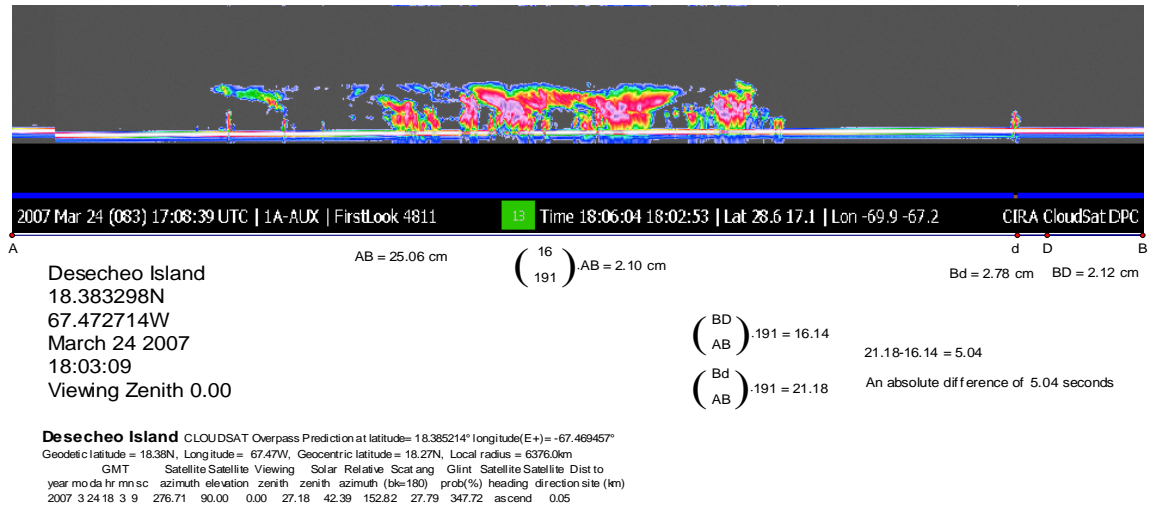 2007 Mar 24 (083) 17:08:39 UTC | 1A-AUX | FirstLook 4811 13 Time 18:06:04 18:02:53 | Lat 28.6 17.1 | Lon -69.9 -67.2 CIRA CloudSat DPC
A d D B
AB = 25.06 cm
(16 191).AB = 2.10 cm
Bd = 2.78 cm BD = 2.12 cm
Desecheo Island
18.383298N
67.472714W
March 24 2007
18:03:09
Viewing Zenith 0.00
(BD AB).191 = 16.14
21.18-16.14 = 5.04
(Bd AB).191 = 21.18
An absolute difference of 5.04 seconds
Desecheo Island CLOUDSAT Overpass Prediction at latitude= 18.385214° longitude(E+)= -67.469457°
Geodetic latitude = 18.38N, Longitude = 67.47W, Geocentric latitude = 18.27N, Local radius = 6376.0km
GMT Satellite Satellite Viewing Solar Relative Scat ang Glint Satellite Satellite Dist to
year mo da hr mn sc azimuth elevation zenith zenith azimuth (bk=180) prob(%) heading direction site (km)
2007 3 24 18 3 9 276.71 90.00 0.00 27.18 42.39 152.82 27.79 347.72 ascend 0.05